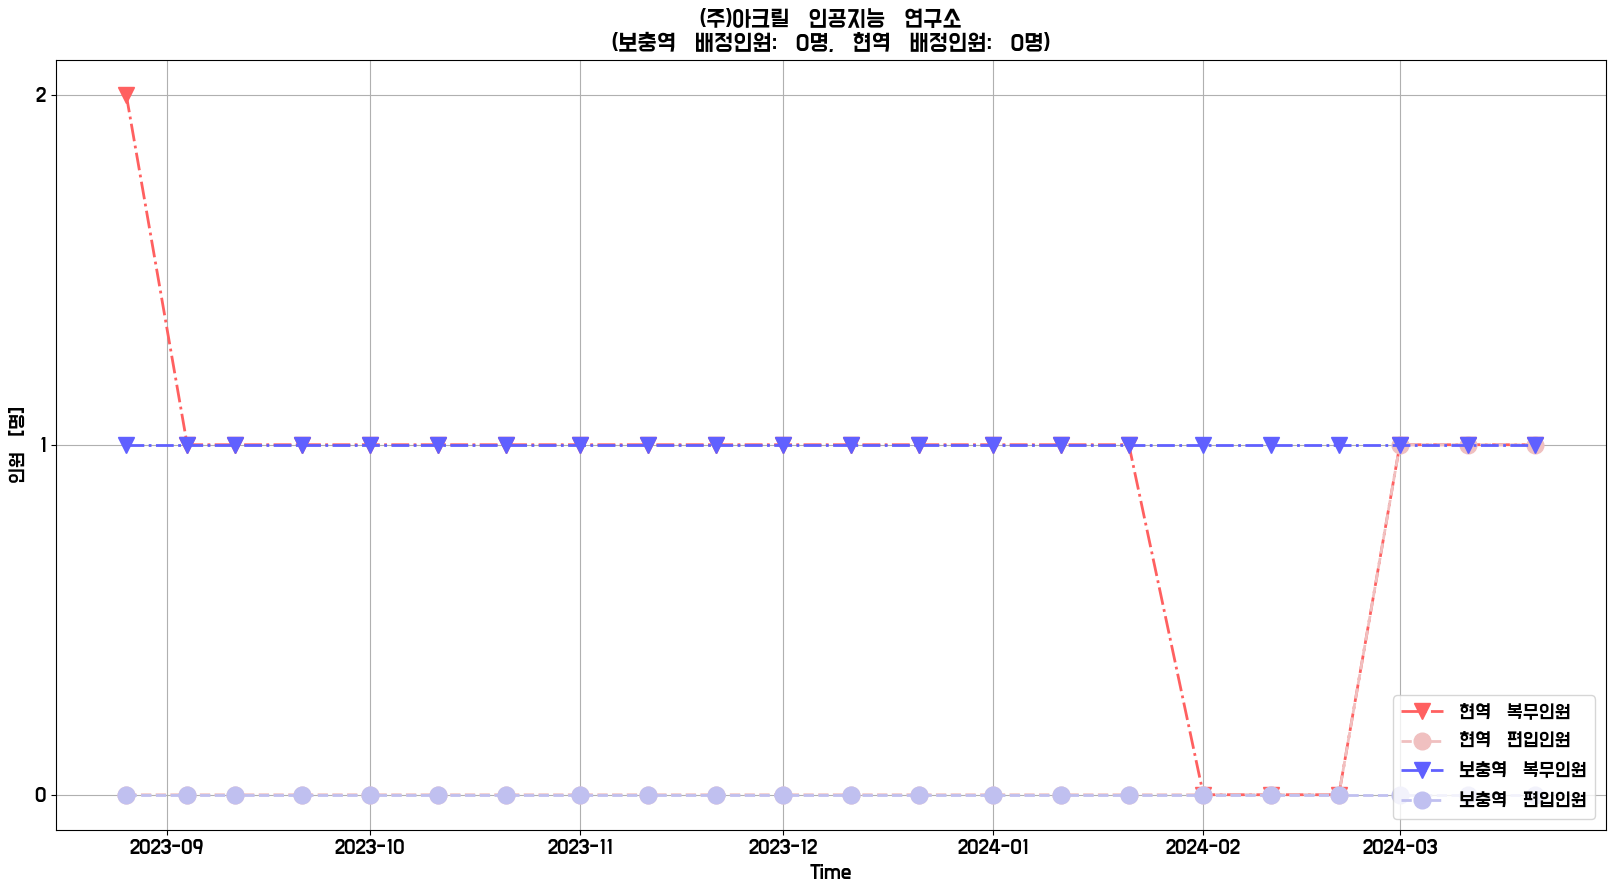 (주)아크릴 인공지능 연구소
(보충역 배정인원: 0명, 현역 배정인원: 0명)
2
1
0
인원 [명]
2023-09 2023-10 2023-11 2023-12 2024-01 2024-02 2024-03
Time
현역 복무인원
현역 편입인원
보충역 복무인원
보충역 편입인원